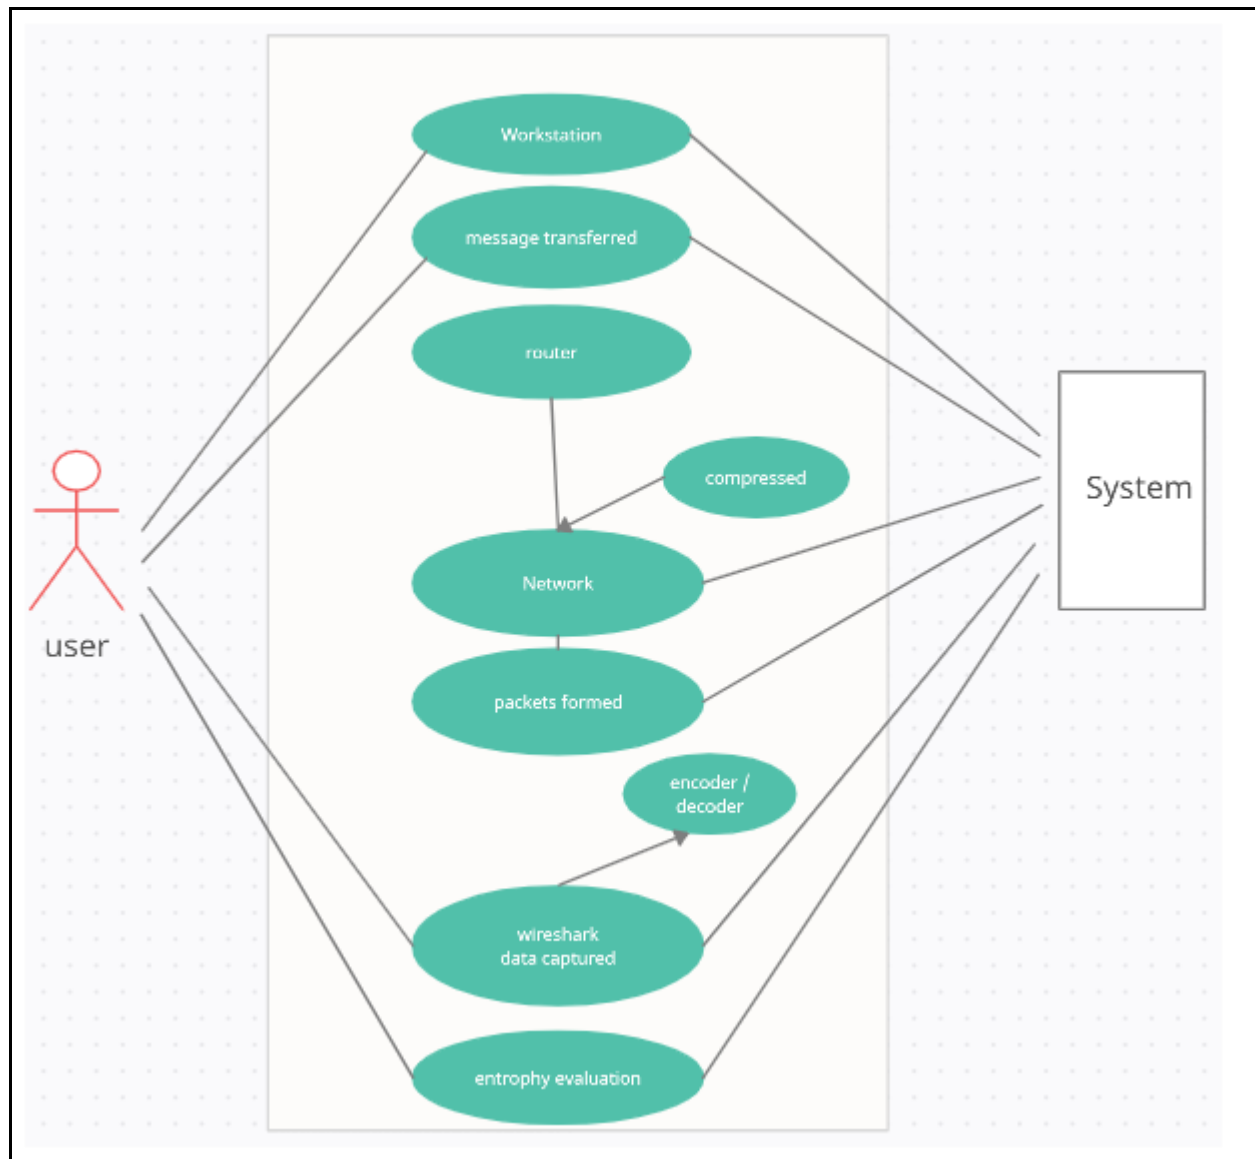 Workstation
message transferred
router
compressed
System
Network
user
packets formed
encoder /
decoder
wireshark
data captured
entrophy evaluation